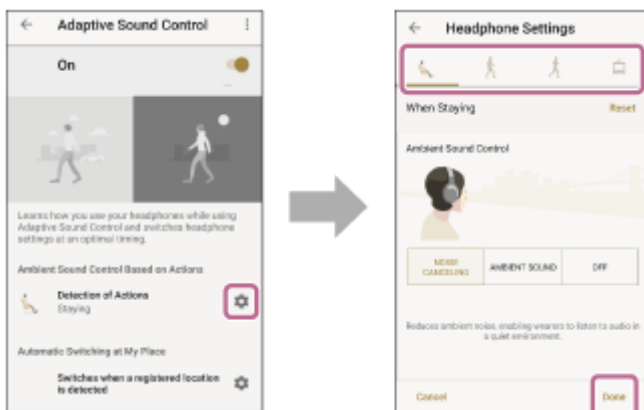 Adaptive Sound Control
On
Learns how you use your headphones while using
Adaptive Sound Control and switches headphone
settings at an optimal timing.
Ambient Sound Control Based on Actions
Detection of Actions
Staying
Automatic Switching at My Place
Switches when a registered location
is detected
Headphone Settings
When Staying
Reset
Ambient Sound Control
NOISE
CANCELING
AMBIENT SOUND
OFF
Reduces ambient noise, enabling wearers to listen to audio in
a quiet environment.
Cancel
Done